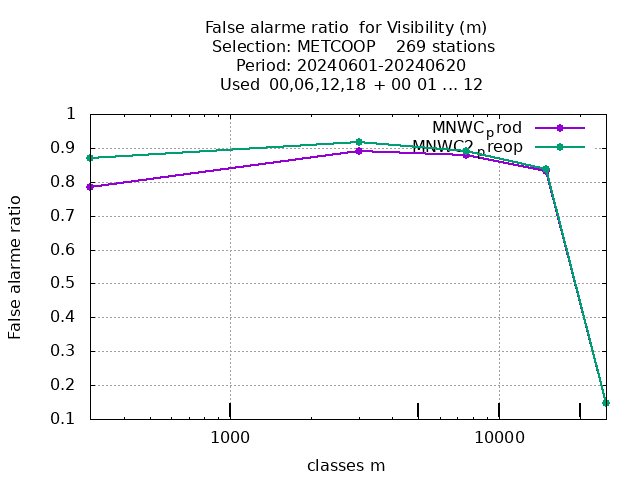 False alarme ratio  for Visibility (m)
Selection: METCOOP    269 stations
Period: 20240601-20240620
Used 00,06,12,18 + 00 01 ... 12
MNWCprod
MNWC2preop
1
0.9
0.8
0.7
0.6
0.5
0.4
0.3
0.2
0.1
False alarme ratio
1000
10000
classes m